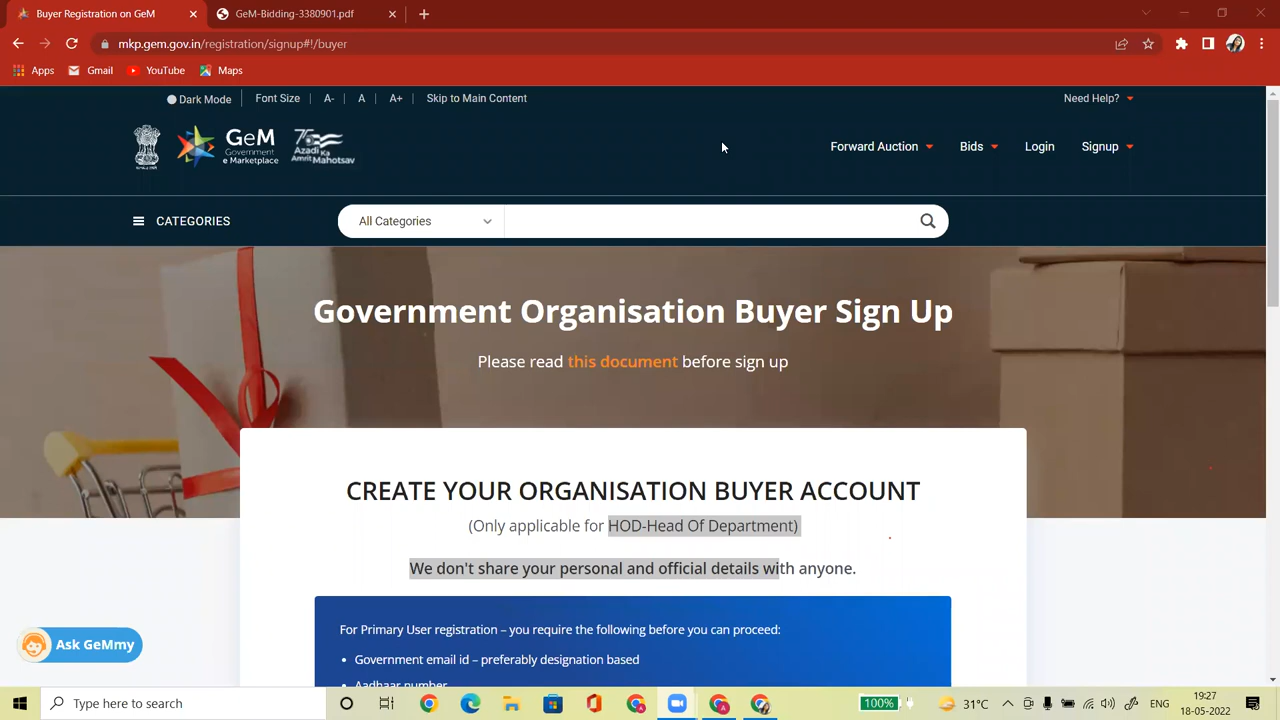 Buyer Registration on GeM
GeM-Bidding-3380901.pdf
mkp.gem.gov.in/registration/signup#!/buyer
Apps Gmail YouTube Maps
Dark Mode Font Size A- A A+ Skip to Main Content Need Help?
GeM
Government
e Marketplace
75
Azadi Ka
Amrit Mahotsav
Forward Auction Bids Login Signup
CATEGORIES All Categories
Government Organisation Buyer Sign Up
Please read this document before sign up
CREATE YOUR ORGANISATION BUYER ACCOUNT
(Only applicable for HOD-Head Of Department)
We don't share your personal and official details with anyone.
For Primary User registration – you require the following before you can proceed:
• Government email id – preferably designation based
• Aadhaar number
Ask GeMmy
Type here to search
100% 31°C ENG
19:27
18-05-2022